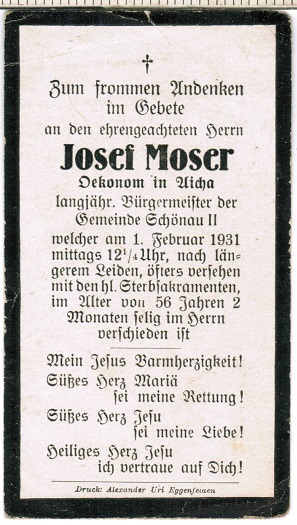 †
Zum frommen Andenken
im Gebete
an den ehrengeachteten Herrn
Josef Moser
Oekonom in Aicha
langjähr. Bürgermeister der
Gemeinde Schönau II
welcher am 1. Februar 1931
mittags 12¼ Uhr, nach län-
gerem Leiden, öfters versehen
mit den hl. Sterbsakramenten,
im Alter von 56 Jahren 2
Monaten selig im Herrn
verschieden ist
Mein Jesus Barmherzigkeit!
Süßes Herz Mariä
sei meine Rettung!
Süßes Herz Jesu
sei meine Liebe!
Heiliges Herz Jesu
ich vertraue auf Dich!
Druck: Alexander Uri Eggenfelden